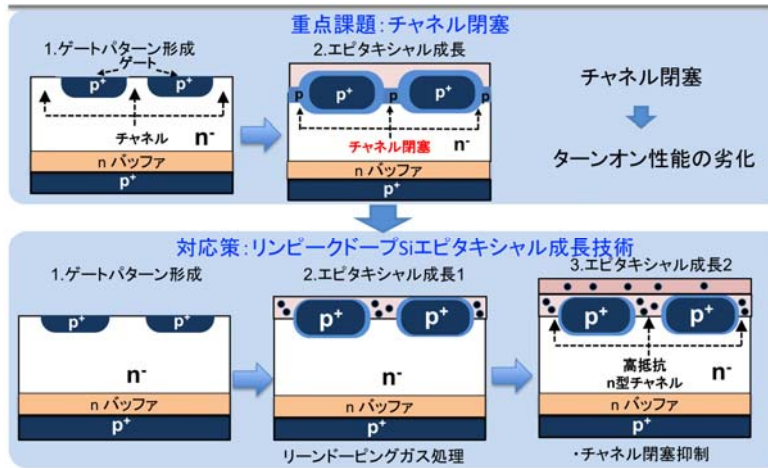 重点課題:チャネル閉塞
1.ゲートパターン形成
ゲート
p⁺
p⁺
チャネル
n⁻
n バッファ
p⁺
2.エピタキシャル成長
p
p⁺
p
p⁺
p
チャネル閉塞
n⁻
n バッファ
p⁺
チャネル閉塞
ターンオン性能の劣化
対応策:リンピークドープSiエピタキシャル成長技術
1.ゲートパターン形成
p⁺
p⁺
n⁻
n バッファ
p⁺
2.エピタキシャル成長1
p⁺
p⁺
n⁻
n バッファ
p⁺
リーンドーピングガス処理
3.エピタキシャル成長2
p⁺
p⁺
高抵抗
n型チャネル
n⁻
n バッファ
p⁺
・チャネル閉塞抑制